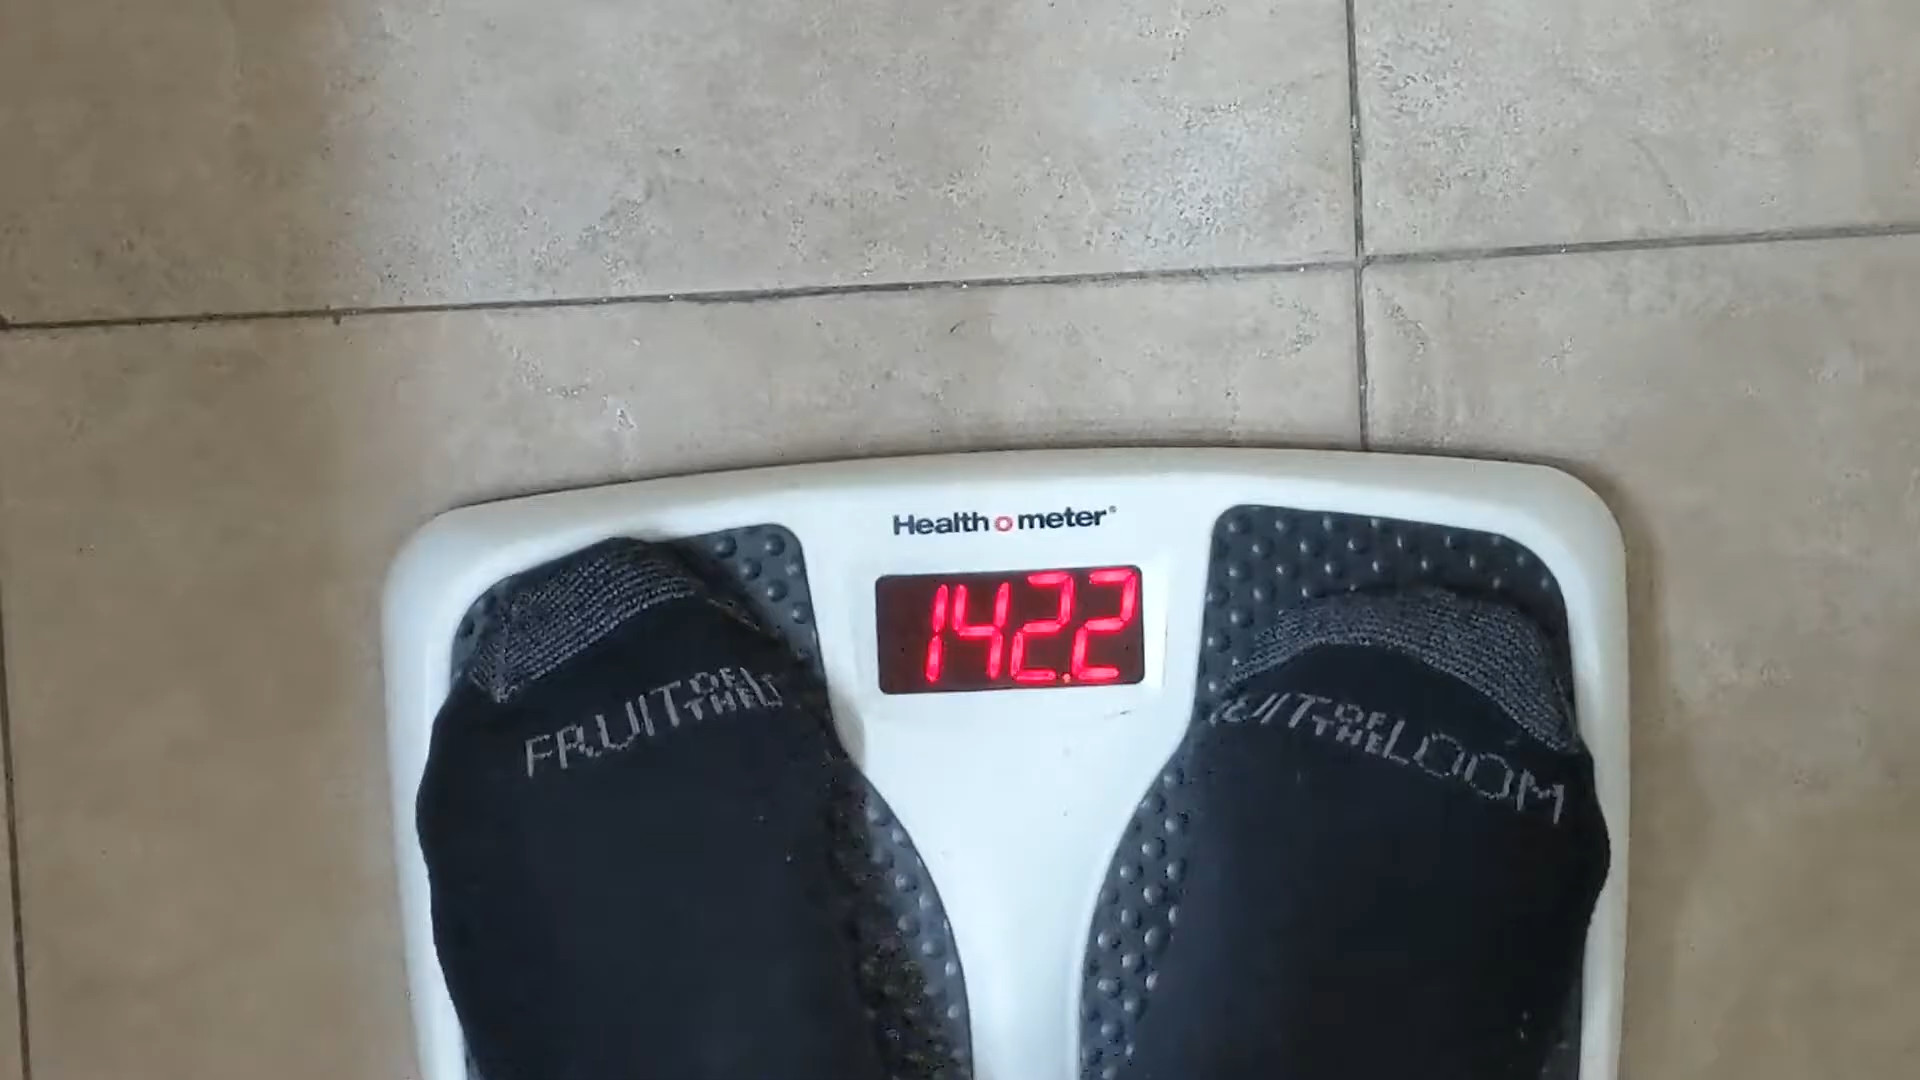 Health o meter®
142.2
FRUIT OF THE L
UIT OF THE LOOM